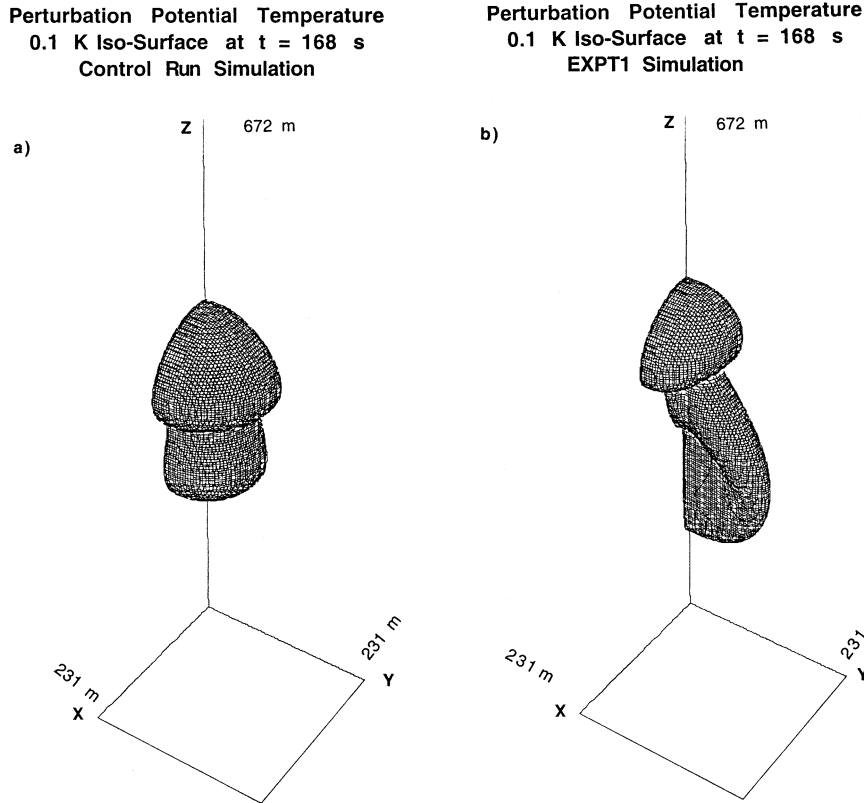 Perturbation Potential Temperature
0.1 K Iso-Surface at t = 168 s
Control Run Simulation
a)
Z 672 m
231 m
X
231 m
Y
Perturbation Potential Temperature
0.1 K Iso-Surface at t = 168 s
EXPT1 Simulation
b)
Z 672 m
231 m
X
231
Y